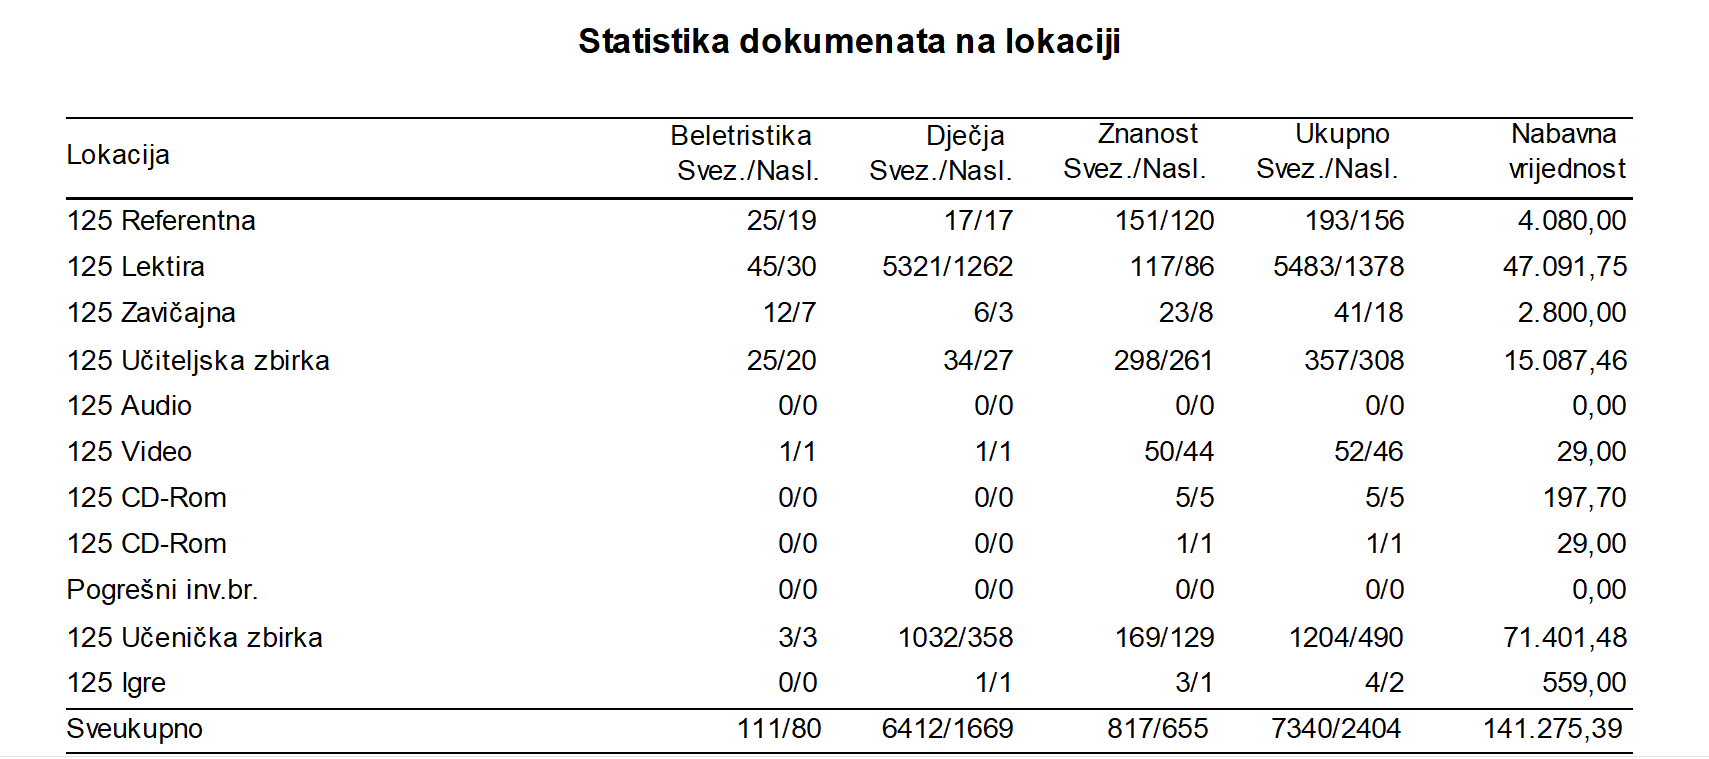 Statistika dokumenata na lokaciji
Lokacija Beletristika Svez./Nasl. Dječja Svez./Nasl. Znanost Svez./Nasl. Ukupno Svez./Nasl. Nabavna vrijednost
125 Referentna 25/19 17/17 151/120 193/156 4.080,00
125 Lektira 45/30 5321/1262 117/86 5483/1378 47.091,75
125 Zavičajna 12/7 6/3 23/8 41/18 2.800,00
125 Učiteljska zbirka 25/20 34/27 298/261 357/308 15.087,46
125 Audio 0/0 0/0 0/0 0/0 0,00
125 Video 1/1 1/1 50/44 52/46 29,00
125 CD-Rom 0/0 0/0 5/5 5/5 197,70
125 CD-Rom 0/0 0/0 1/1 1/1 29,00
Pogrešni inv.br. 0/0 0/0 0/0 0/0 0,00
125 Učenička zbirka 3/3 1032/358 169/129 1204/490 71.401,48
125 Igre 0/0 1/1 3/1 4/2 559,00
Sveukupno 111/80 6412/1669 817/655 7340/2404 141.275,39